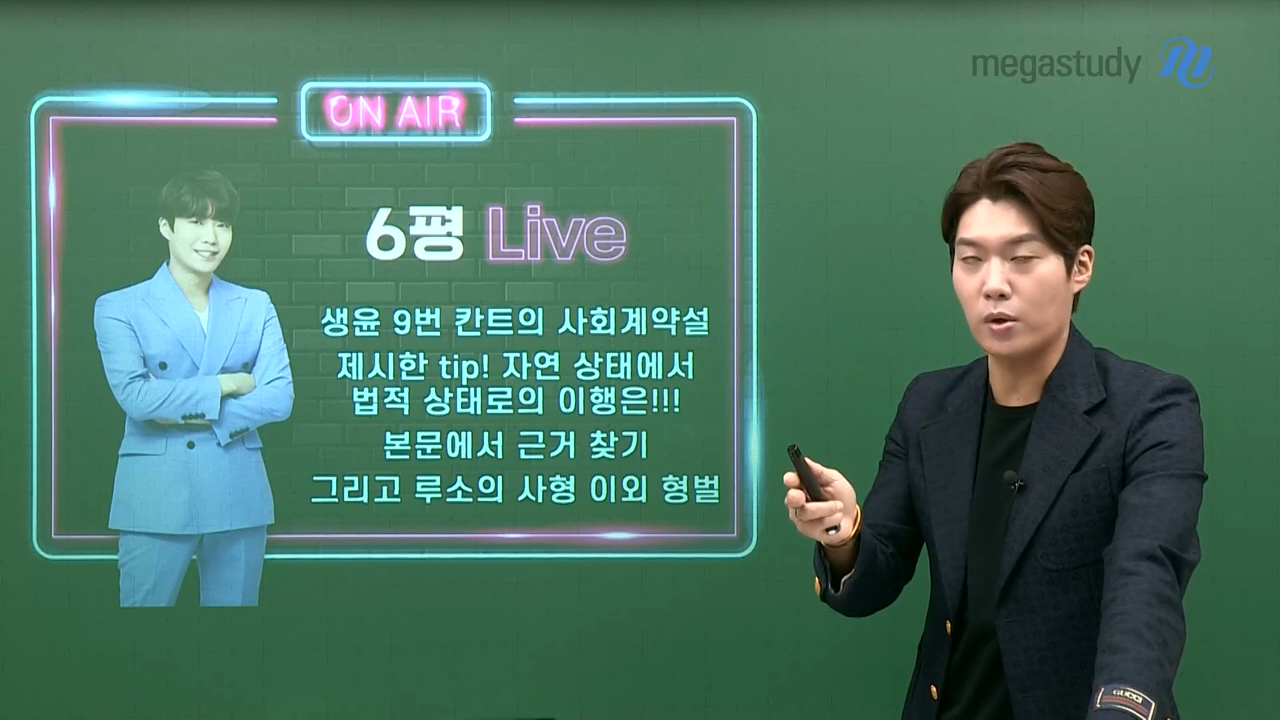 megastudy
ON AIR
6평 Live
생윤 9번 칸트의 사회계약설
제시한 tip! 자연 상태에서
법적 상태로의 이행은!!!
본문에서 근거 찾기
그리고 루소의 사형 이외 형벌
GUCCI